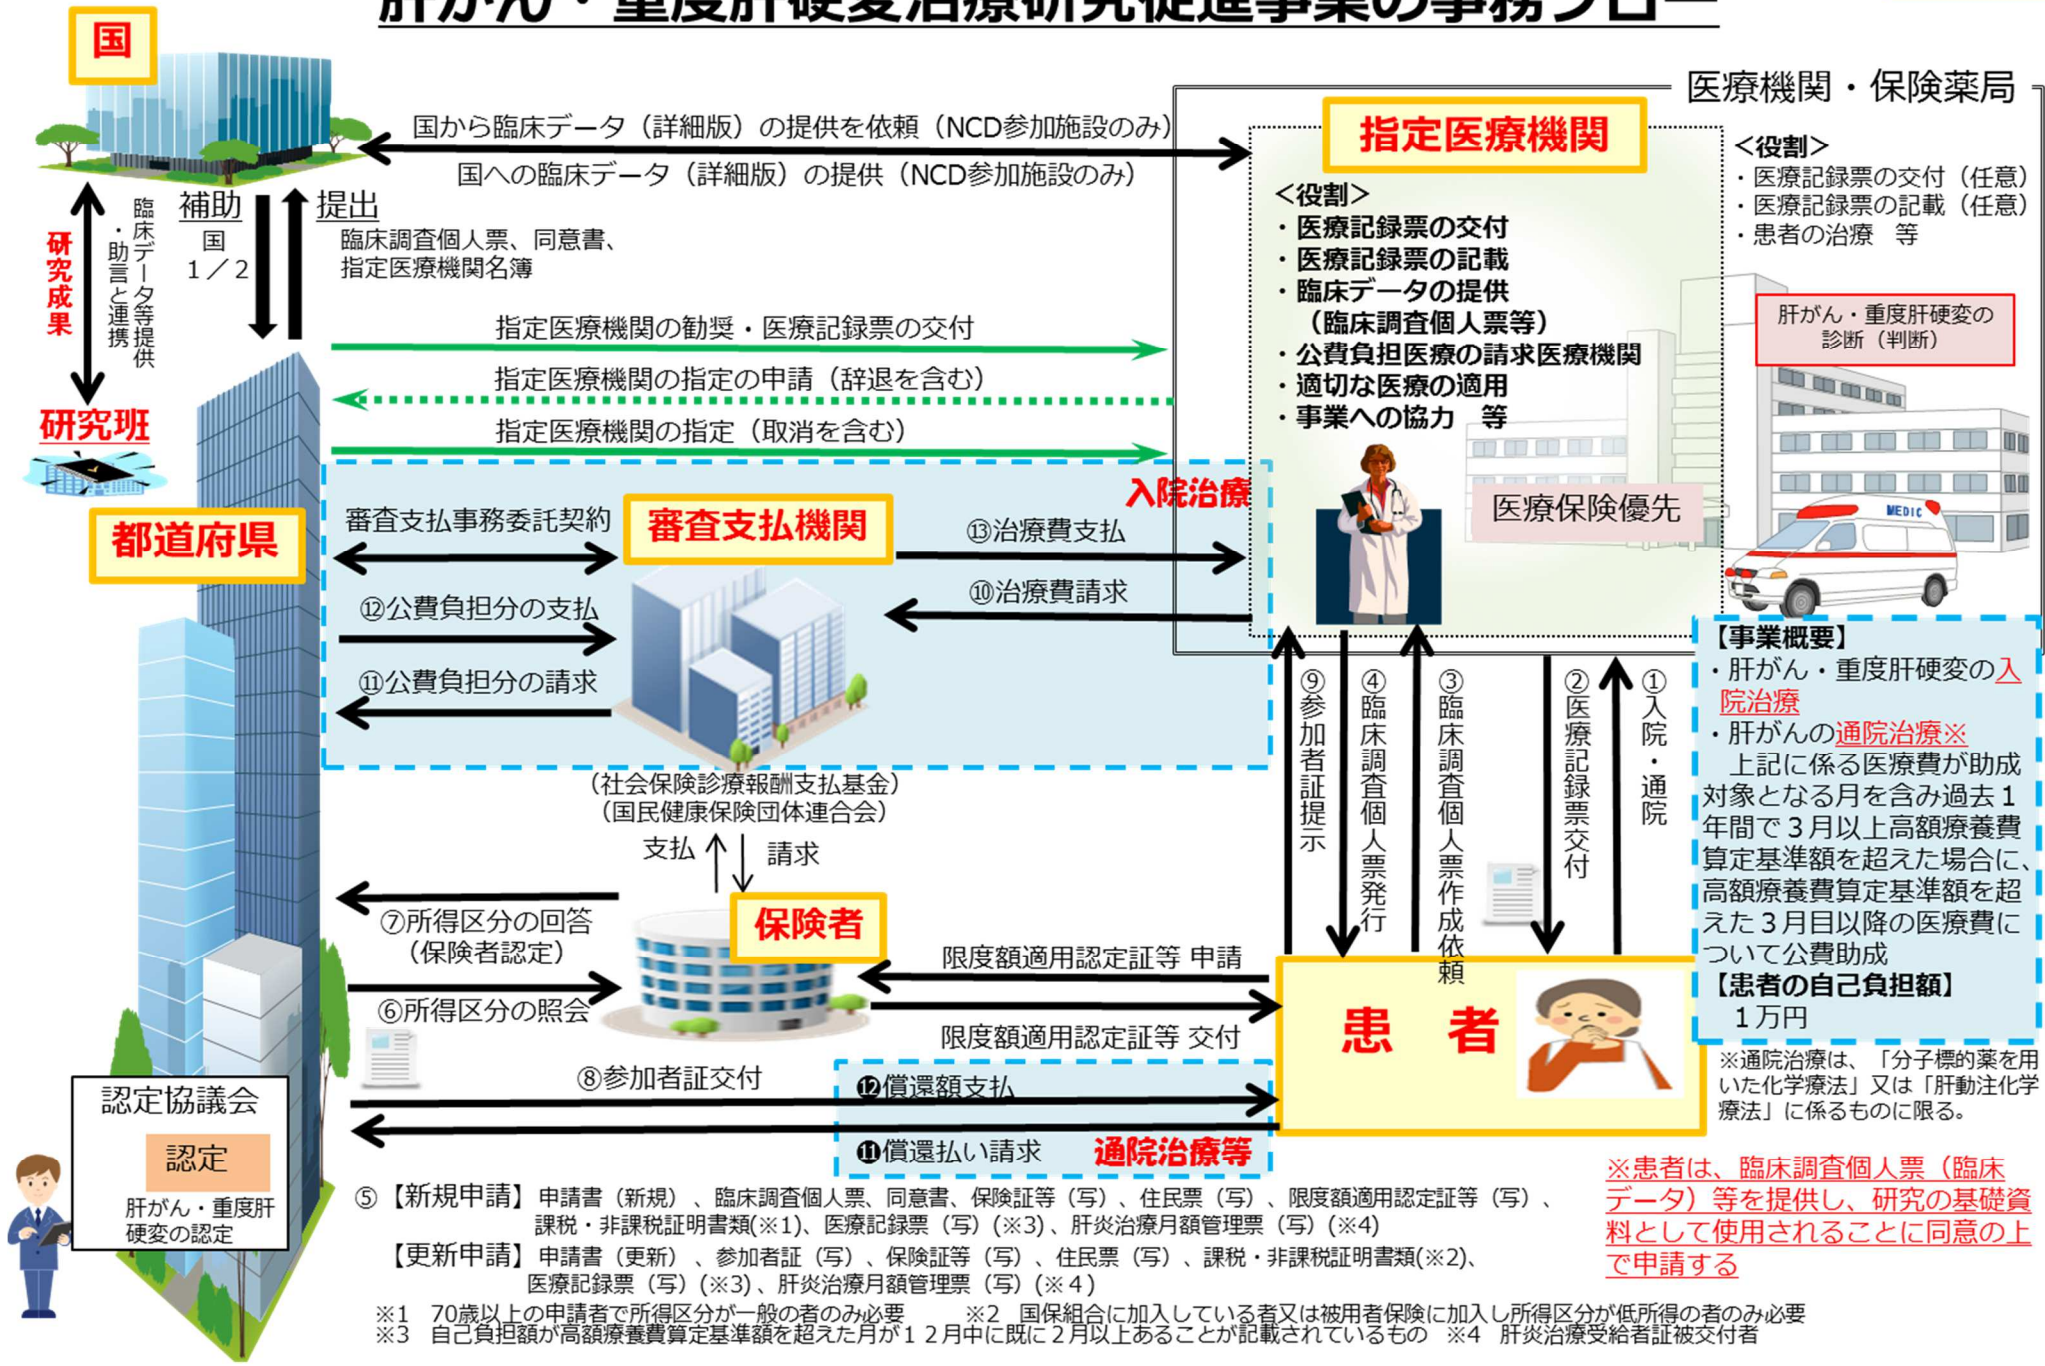 肝がん・重度肝硬変治療研究促進事業の事務フロー
国
医療機関・保険薬局
国から臨床データ（詳細版）の提供を依頼（NCD参加施設のみ）
国への臨床データ（詳細版）の提供（NCD参加施設のみ）
指定医療機関
＜役割＞
・医療記録票の交付
・医療記録票の記載
・臨床データの提供
（臨床調査個人票等）
・公費負担医療の請求医療機関
・適切な医療の適用
・事業への協力　等
＜役割＞
・医療記録票の交付（任意）
・医療記録票の記載（任意）
・患者の治療　等
肝がん・重度肝硬変の
診断（判断）
医療保険優先
MEDIC
研究成果
臨床データ等提供
・助言と連携
補助
国
１／２
提出
臨床調査個人票、同意書、
指定医療機関名簿
研究班
指定医療機関の勧奨・医療記録票の交付
指定医療機関の指定の申請（辞退を含む）
指定医療機関の指定（取消を含む）
都道府県
入院治療
審査支払事務委託契約
審査支払機関
⑬治療費支払
⑩治療費請求
⑫公費負担分の支払
⑪公費負担分の請求
（社会保険診療報酬支払基金）
（国民健康保険団体連合会）
支払
請求
⑨参加者証提示
④臨床調査個人票発行
③臨床調査個人票作成依頼
②医療記録票交付
①入院・通院
【事業概要】
・肝がん・重度肝硬変の入
院治療
・肝がんの通院治療※
上記に係る医療費が助成
対象となる月を含み過去１
年間で３月以上高額療養費
算定基準額を超えた場合に、
高額療養費算定基準額を超
えた３月目以降の医療費に
ついて公費助成
【患者の自己負担額】
１万円
※通院治療は、「分子標的薬を用
いた化学療法」又は「肝動注化学
療法」に係るものに限る。
保険者
⑦所得区分の回答
（保険者認定）
⑥所得区分の照会
限度額適用認定証等 申請
限度額適用認定証等 交付
患　者
⑧参加者証交付
⓬償還額支払
⓫償還払い請求
通院治療等
認定協議会
認定
肝がん・重度肝
硬変の認定
⑤【新規申請】申請書（新規）、臨床調査個人票、同意書、保険証等（写）、住民票（写）、限度額適用認定証等（写）、
課税・非課税証明書類(※1)、医療記録票（写）(※3)、肝炎治療月額管理票（写）(※4)
【更新申請】申請書（更新）、参加者証（写）、保険証等（写）、住民票（写）、課税・非課税証明書類(※2)、
医療記録票（写）(※3)、肝炎治療月額管理票（写）(※４)
※患者は、臨床調査個人票（臨床
データ）等を提供し、研究の基礎資
料として使用されることに同意の上
で申請する
※1　70歳以上の申請者で所得区分が一般の者のみ必要　　※2　国保組合に加入している者又は被用者保険に加入し所得区分が低所得の者のみ必要
※3　自己負担額が高額療養費算定基準額を超えた月が１２月中に既に２月以上あることが記載されているもの　※4　肝炎治療受給者証被交付者